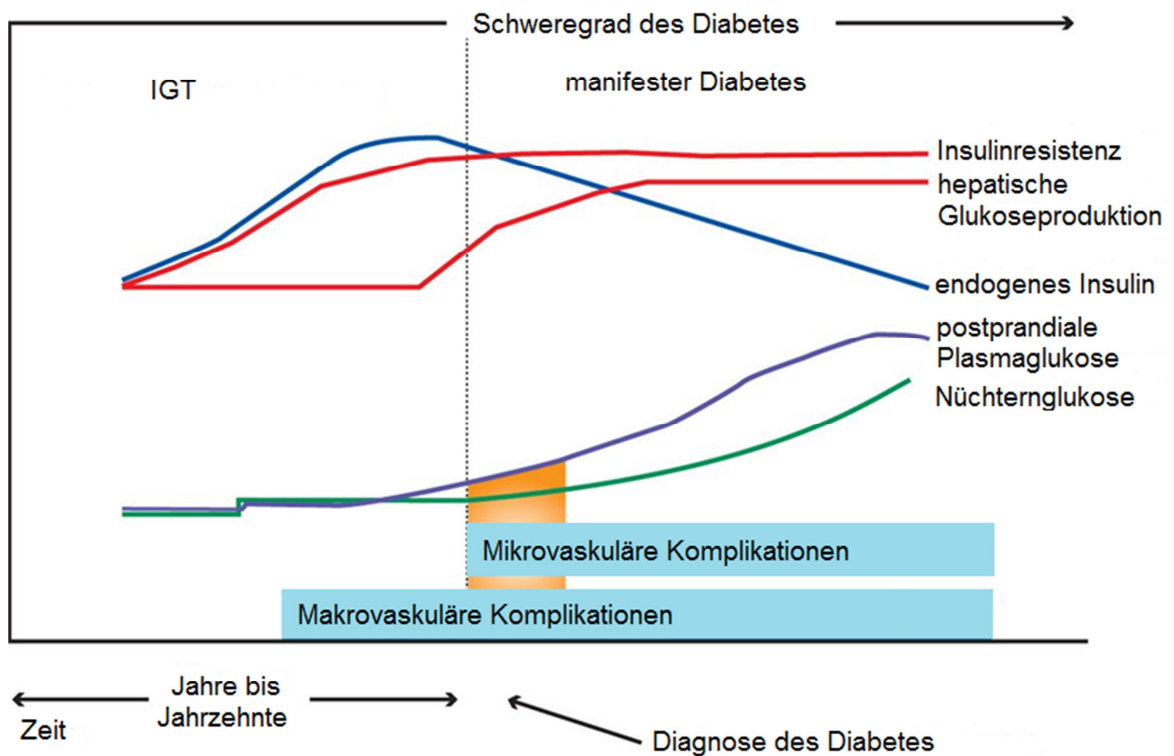 Schweregrad des Diabetes
IGT
manifester Diabetes
Insulinresistenz
hepatische
Glukoseproduktion
endogenes Insulin
postprandiale
Plasmaglukose
Nüchternglukose
Mikrovaskuläre Komplikationen
Makrovaskuläre Komplikationen
Jahre bis
Jahrzehnte
Zeit
Diagnose des Diabetes